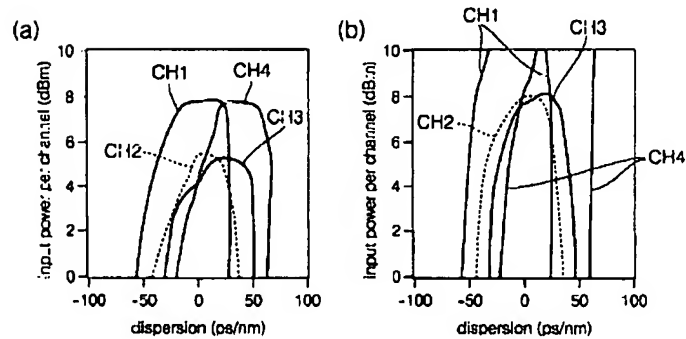 (a)
10
8
6
4
2
0
input power per channel (dBm)
CH1
CH4
CH2
CH3
-100
-50
0
50
100
dispersion (ps/nm)
(b)
10
8
6
4
2
0
input power per channel (dB:n)
CH1
CH3
CH2
CH4
-100
-50
0
50
100
dispersion (ps/nm)